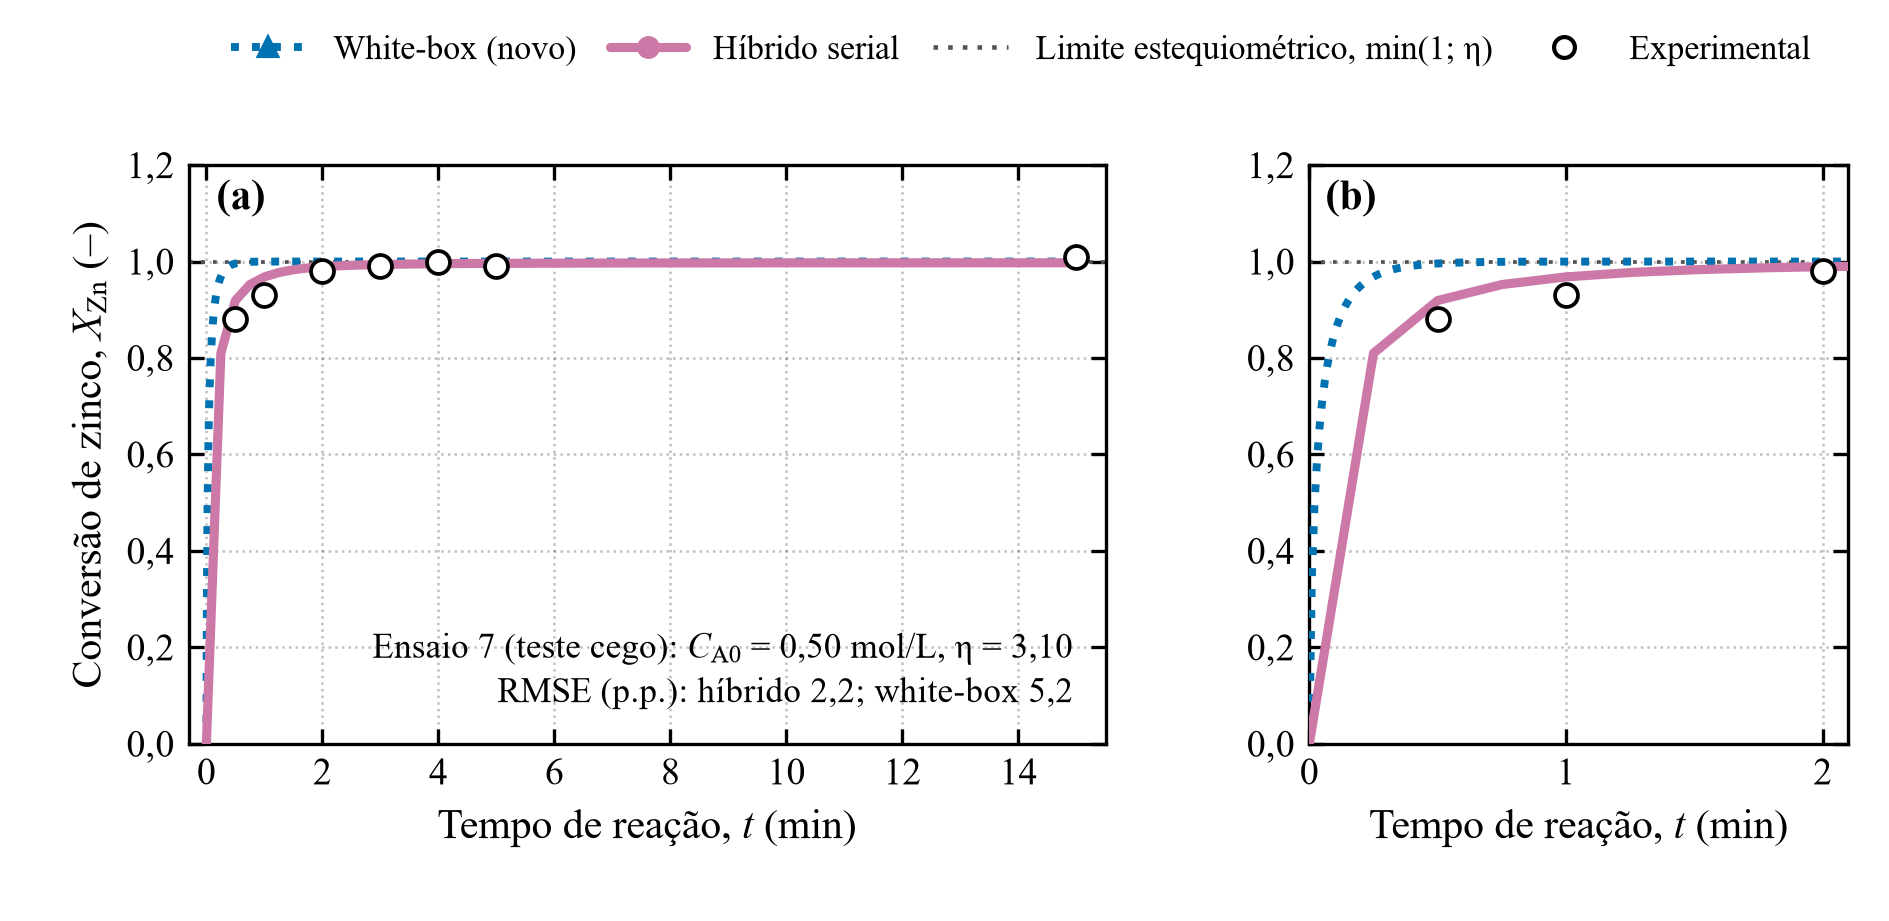 White-box (novo) Híbrido serial Limite estequiométrico, min(1; η) Experimental
(a)
1,2
1,0
0,8
0,6
0,4
0,2
0,0
Conversão de zinco, X_Zn (−)
Ensaio 7 (teste cego): C_A0 = 0,50 mol/L, η = 3,10
RMSE (p.p.): híbrido 2,2; white-box 5,2
0 2 4 6 8 10 12 14
Tempo de reação, t (min)
(b)
1,2
1,0
0,8
0,6
0,4
0,2
0,0
0 1 2
Tempo de reação, t (min)